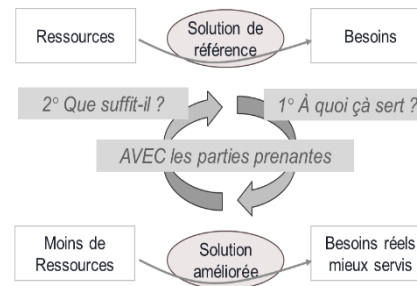 Ressources
Solution de
référence
Besoins
2° Que suffit-il ?
1° À quoi çà sert ?
AVEC les parties prenantes
Moins de
Ressources
Solution
améliorée
Besoins réels
mieux servis